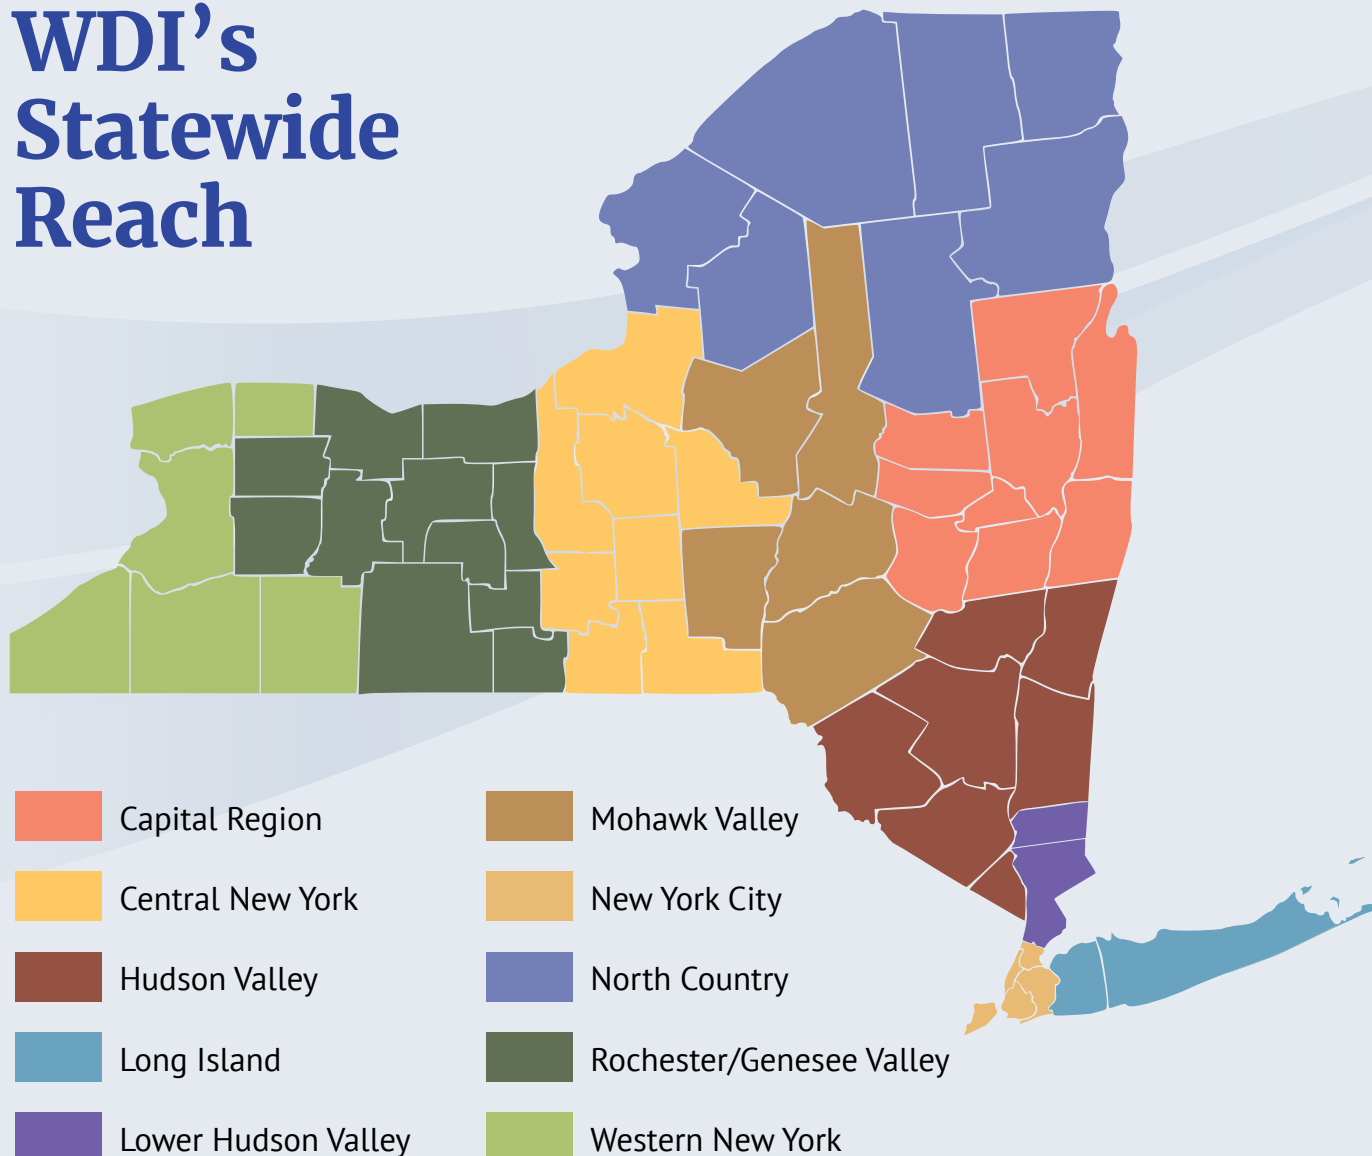 WDI’s
Statewide
Reach
Capital Region
Central New York
Hudson Valley
Long Island
Lower Hudson Valley
Mohawk Valley
New York City
North Country
Rochester/Genesee Valley
Western New York